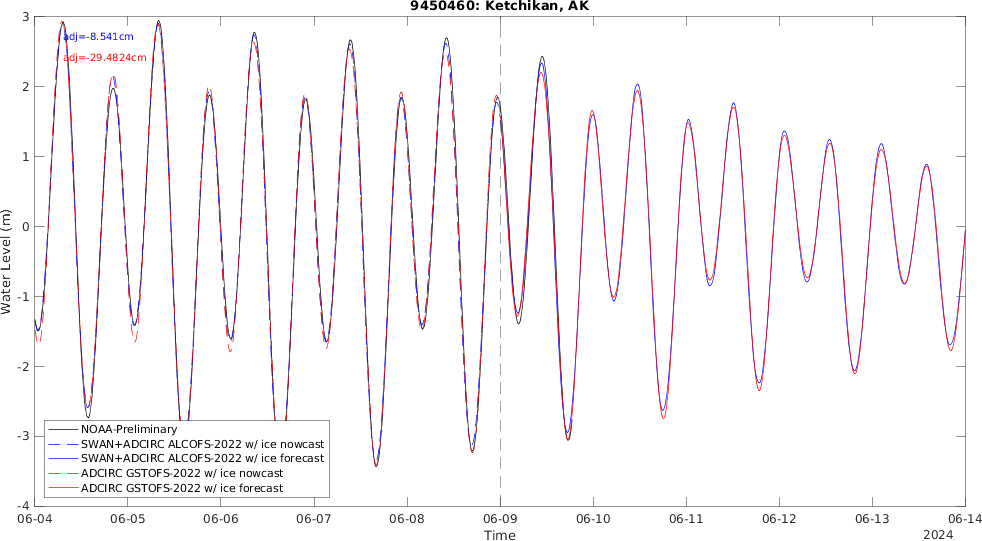 9450460: Ketchikan, AK
adj=-8.541cm
adj=-29.4824cm
Water Level (m)
3
2
1
0
-1
-2
-3
-4
NOAA-Preliminary
SWAN+ADCIRC ALCOFS-2022 w/ ice nowcast
SWAN+ADCIRC ALCOFS-2022 w/ ice forecast
ADCIRC GSTOFS-2022 w/ ice nowcast
ADCIRC GSTOFS-2022 w/ ice forecast
06-04 06-05 06-06 06-07 06-08 06-09 06-10 06-11 06-12 06-13 06-14
Time
2024